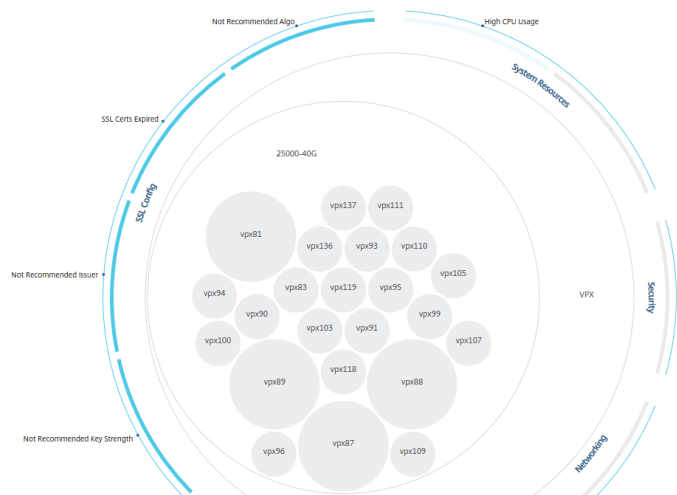 Not Recommended Algo
High CPU Usage
System Resources
SSL Certs Expired
25000-40G
SSL Config
vpx137
vpx111
vpx81
vpx136
vpx93
vpx110
vpx105
Not Recommended Issuer
vpx94
vpx83
vpx119
vpx95
VPX
Security
vpx90
vpx99
vpx103
vpx91
vpx100
vpx107
vpx118
vpx89
vpx88
Not Recommended Key Strength
vpx87
vpx96
vpx109
Networking